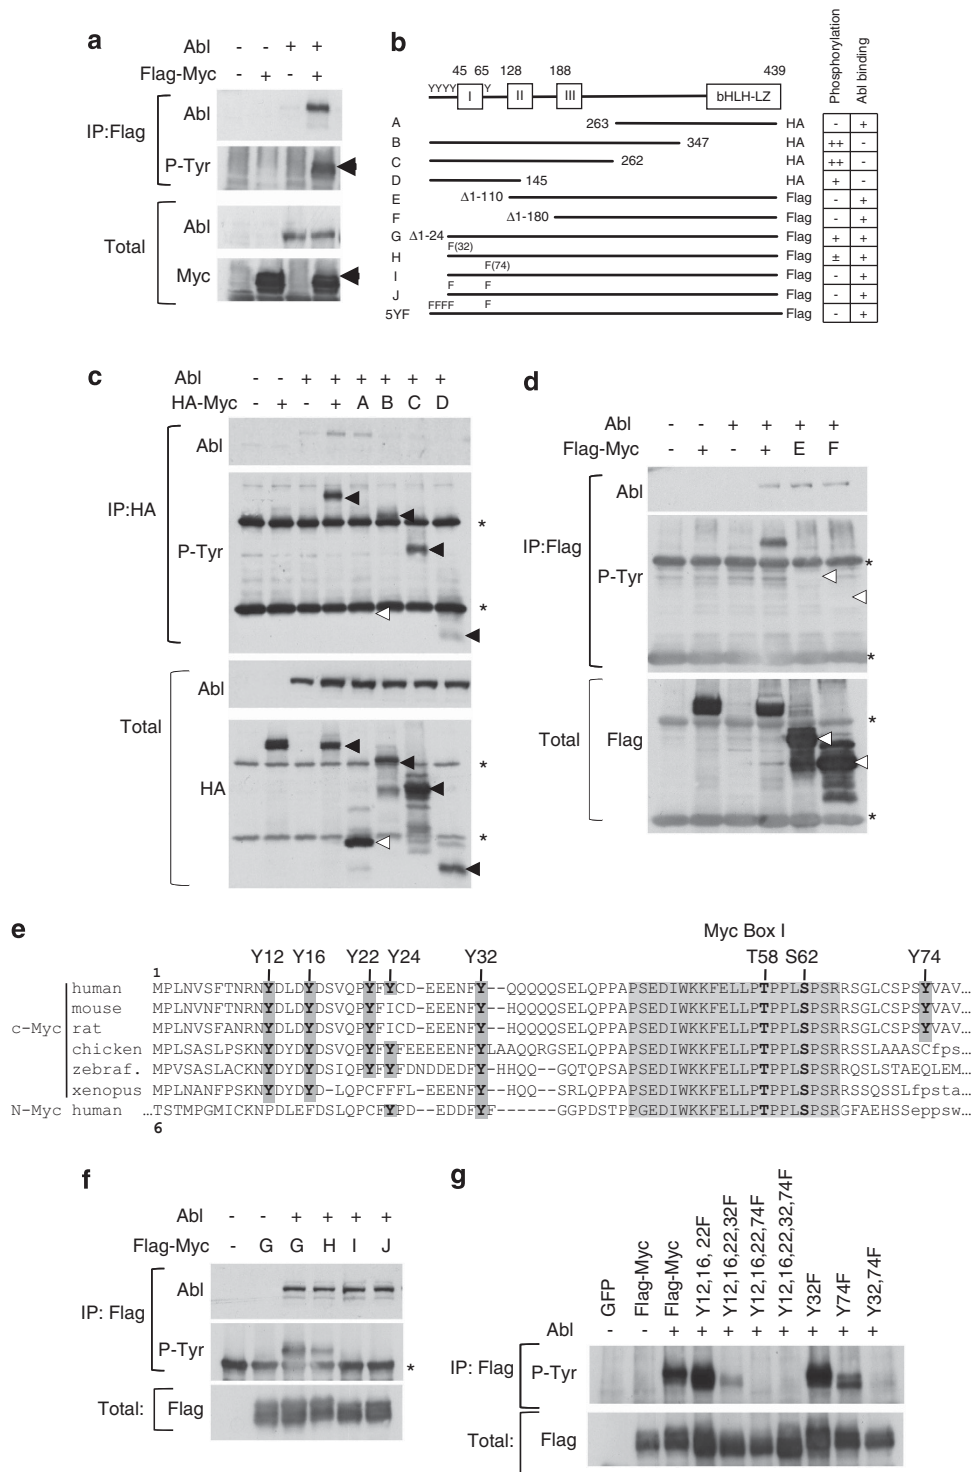 a
Abl - - + +
Flag-Myc - + - +
IP:Flag
Abl
P-Tyr
Total
Abl
Myc
b
45 65 128 188 439
YYYY I Y II III bHLH-LZ
Phosphorylation
Abl binding
A 263 HA - +
B 347 HA ++ -
C 262 HA ++ -
D 145 HA + -
E Δ1-110 Flag - +
F Δ1-180 Flag - +
G Δ1-24 Flag + +
H F(32) Flag ± +
I F(74) Flag - +
J F F Flag - +
5YF FFFF F Flag - +
c
Abl - - + + + + + +
HA-Myc - + - + A B C D
IP:HA
Abl
P-Tyr
*
*
Total
Abl
HA
*
*
d
Abl - - + + + +
Flag-Myc - + - + E F
IP:Flag
Abl
P-Tyr
*
*
Total
Flag
*
*
e
Myc Box I
Y12 Y16 Y22 Y24 Y32 T58 S62 Y74
1
c-Myc
human MPLNVSFTNRNYDLDYDSVQPYFYCD-EEENFY--QQQQQSELQPPAPSEDIWKKFELLPTPPLSPSRRSGLCSPSYVAV…
mouse MPLNVNFTNRNYDLDYDSVQPYFICD-EEENFY--HQQQQSELQPPAPSEDIWKKFELLPTPPLSPSRRSGLCSPSYVAV…
rat MPLNVSFANRNYDLDYDSVQPYFICD-EEENFY--HQQQQSELQPPAPSEDIWKKFELLPTPPLSPSRRSGLCSPSYVAV…
chicken MPLSASLPSKNYDYDYDSVQPYFYFEEEEENFYLAAQQRGSELQPPAPSEDIWKKFELLPTPPLSPSRRSSLAAASCfps…
zebraf. MPVSASLACKNYDYDYDSIQPYFYFDNDDEDFYHHQQ--GQTQPPAPSEDIWKKFELLPTPPLSPSRRPSLSTAEQLEM…
xenopus MPLNANFPSKNYDYDYD-LQPCFFFL-EEENFY--HQQ--SRLQPPAPSEDIWKKFELLPTPPLSPSRRSSQSSLfpsta…
N-Myc human …TSTMPGMICKNPDLEFDSLQPCFYPD-EDDFYF------GGPDSTPPGEDIWKKFELLPTPPLSPSRGFAEHSSeppsw…
6
f
Abl - - + + + +
Flag-Myc - G G H I J
IP: Flag
Abl
P-Tyr
*
Total:
Flag
g
GFP
Flag-Myc
Flag-Myc
Y12,16, 22F
Y12,16,22,32F
Y12,16,22,74F
Y12,16,22,32,74F
Y32F
Y74F
Y32,74F
Abl - - + + + + + + + +
IP: Flag
P-Tyr
Total:
Flag